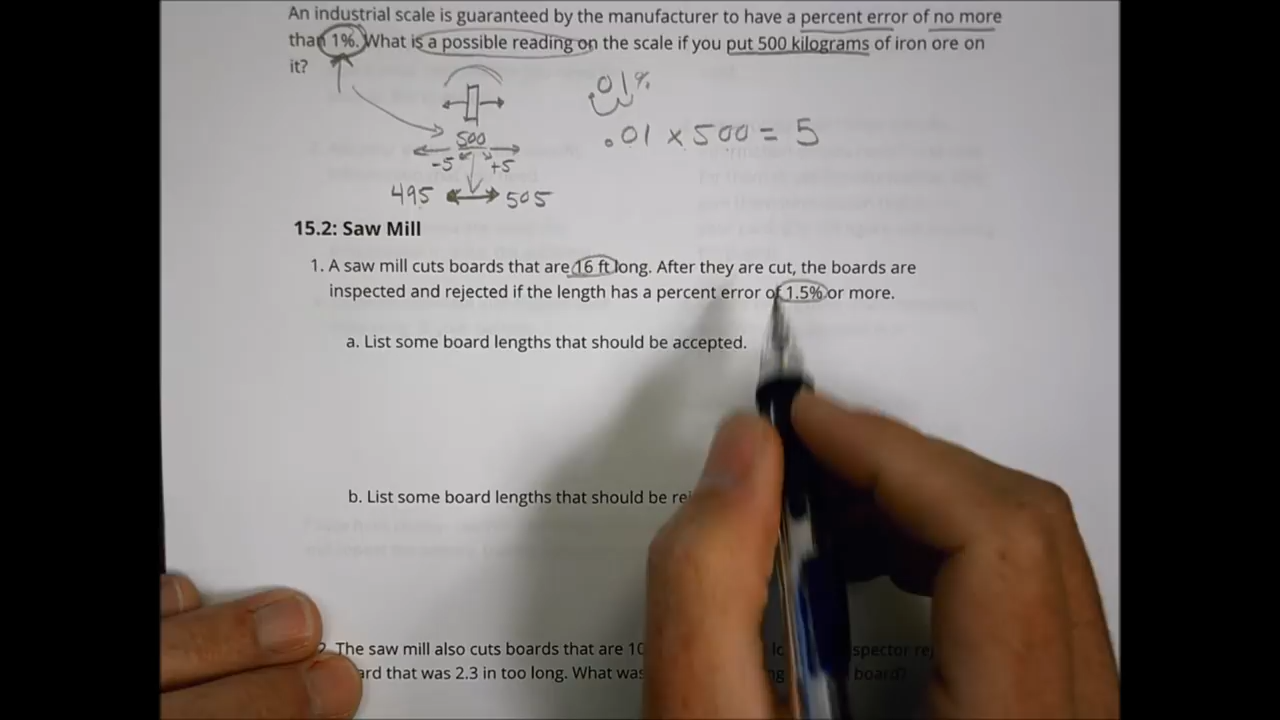 An industrial scale is guaranteed by the manufacturer to have a percent error of no more
than 1%. What is a possible reading on the scale if you put 500 kilograms of iron ore on
it?
.01%
.01 x 500 = 5
500
-5 +5
495 505
15.2: Saw Mill
1. A saw mill cuts boards that are 16 ft long. After they are cut, the boards are
inspected and rejected if the length has a percent error of 1.5% or more.
a. List some board lengths that should be accepted.
b. List some board lengths that should be
The saw mill also cuts boards that are 10
that was 2.3 in too long. What was board?